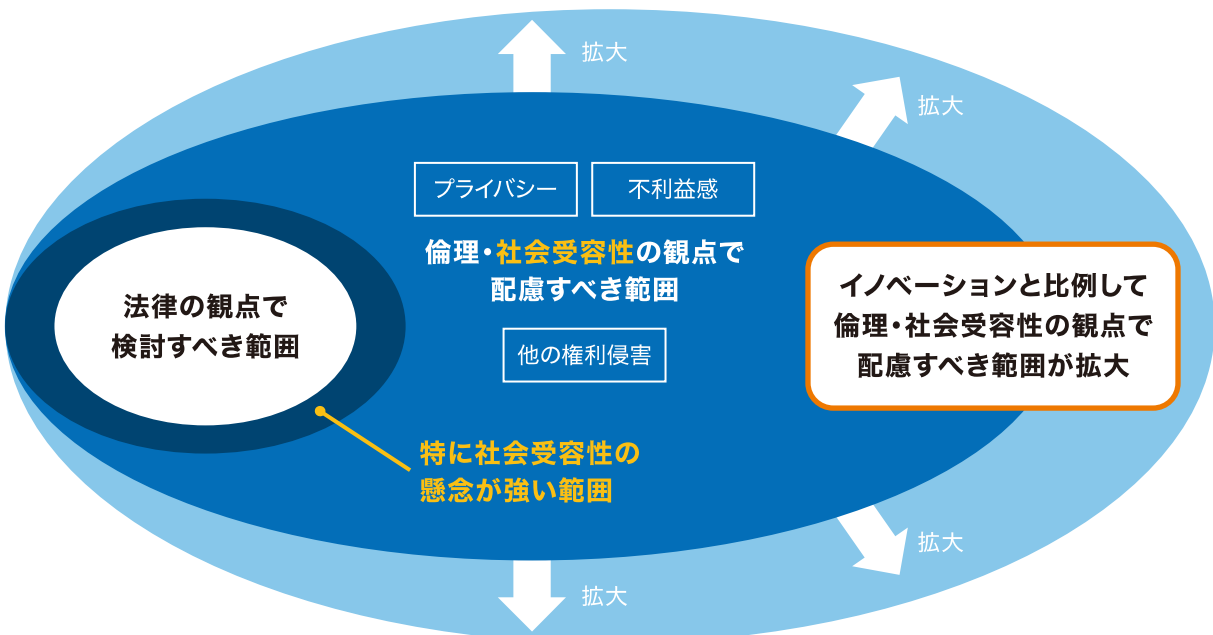 拡大
拡大
プライバシー
不利益感
倫理・社会受容性の観点で
配慮すべき範囲
他の権利侵害
法律の観点で
検討すべき範囲
特に社会受容性の
懸念が強い範囲
イノベーションと比例して
倫理・社会受容性の観点で
配慮すべき範囲が拡大
拡大
拡大